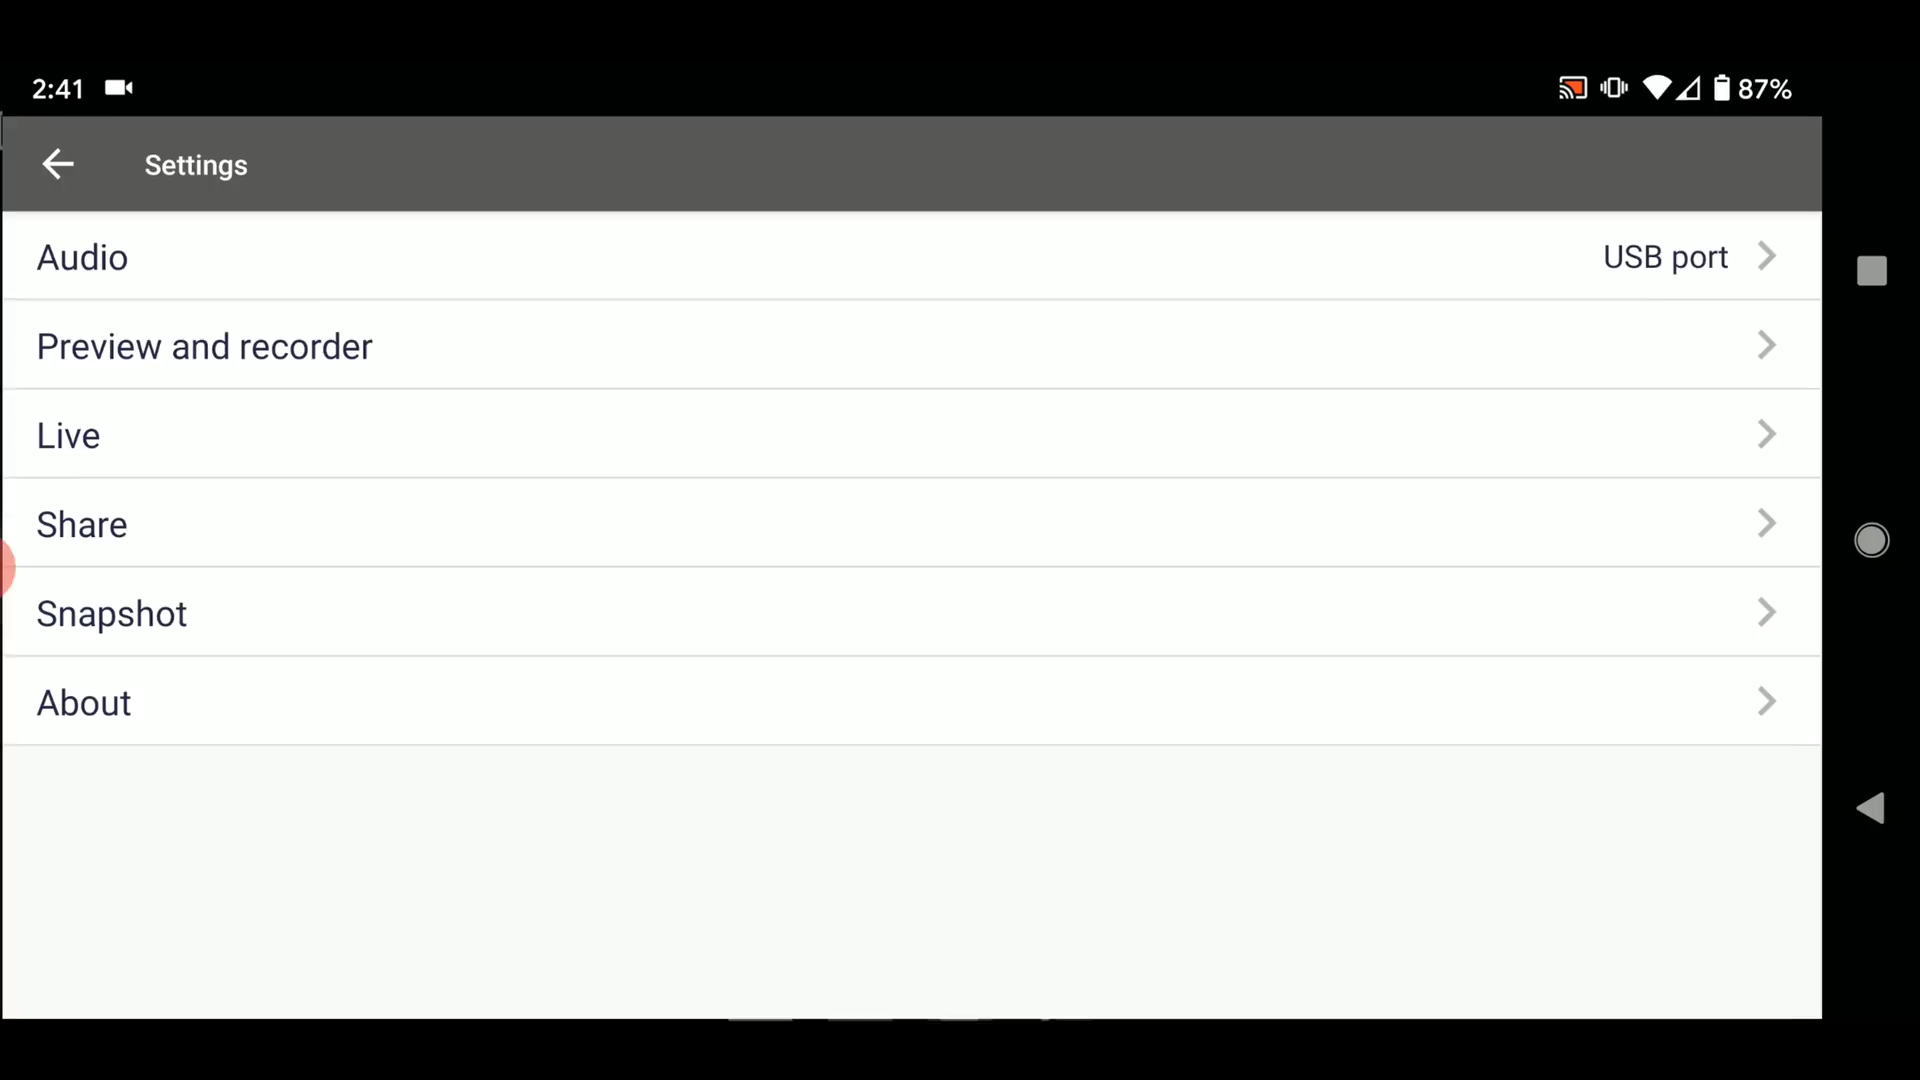 2:41
87%
Settings
Audio
USB port
Preview and recorder
Live
Share
Snapshot
About